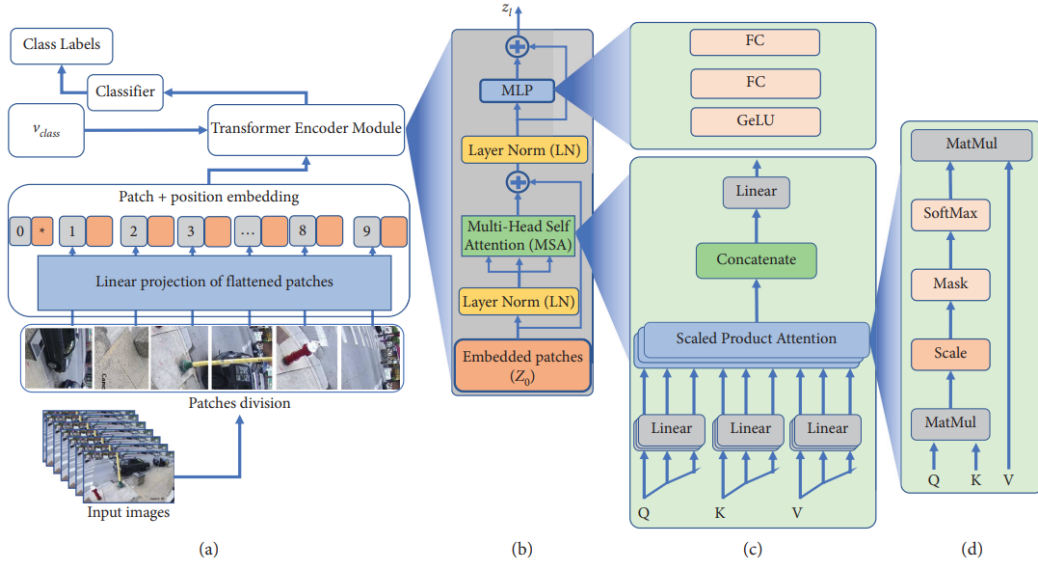 Class Labels
Classifier
v_class
Transformer Encoder Module
Patch + position embedding
0 * 1 2 3 ... 8 9
Linear projection of flattened patches
Patches division
Input images
(a)
z_l
MLP
Layer Norm (LN)
Multi-Head Self
Attention (MSA)
Layer Norm (LN)
Embedded patches
(Z_0)
(b)
FC
FC
GeLU
Linear
Concatenate
Scaled Product Attention
Linear Linear Linear
Q K V
(c)
MatMul
SoftMax
Mask
Scale
MatMul
Q K V
(d)